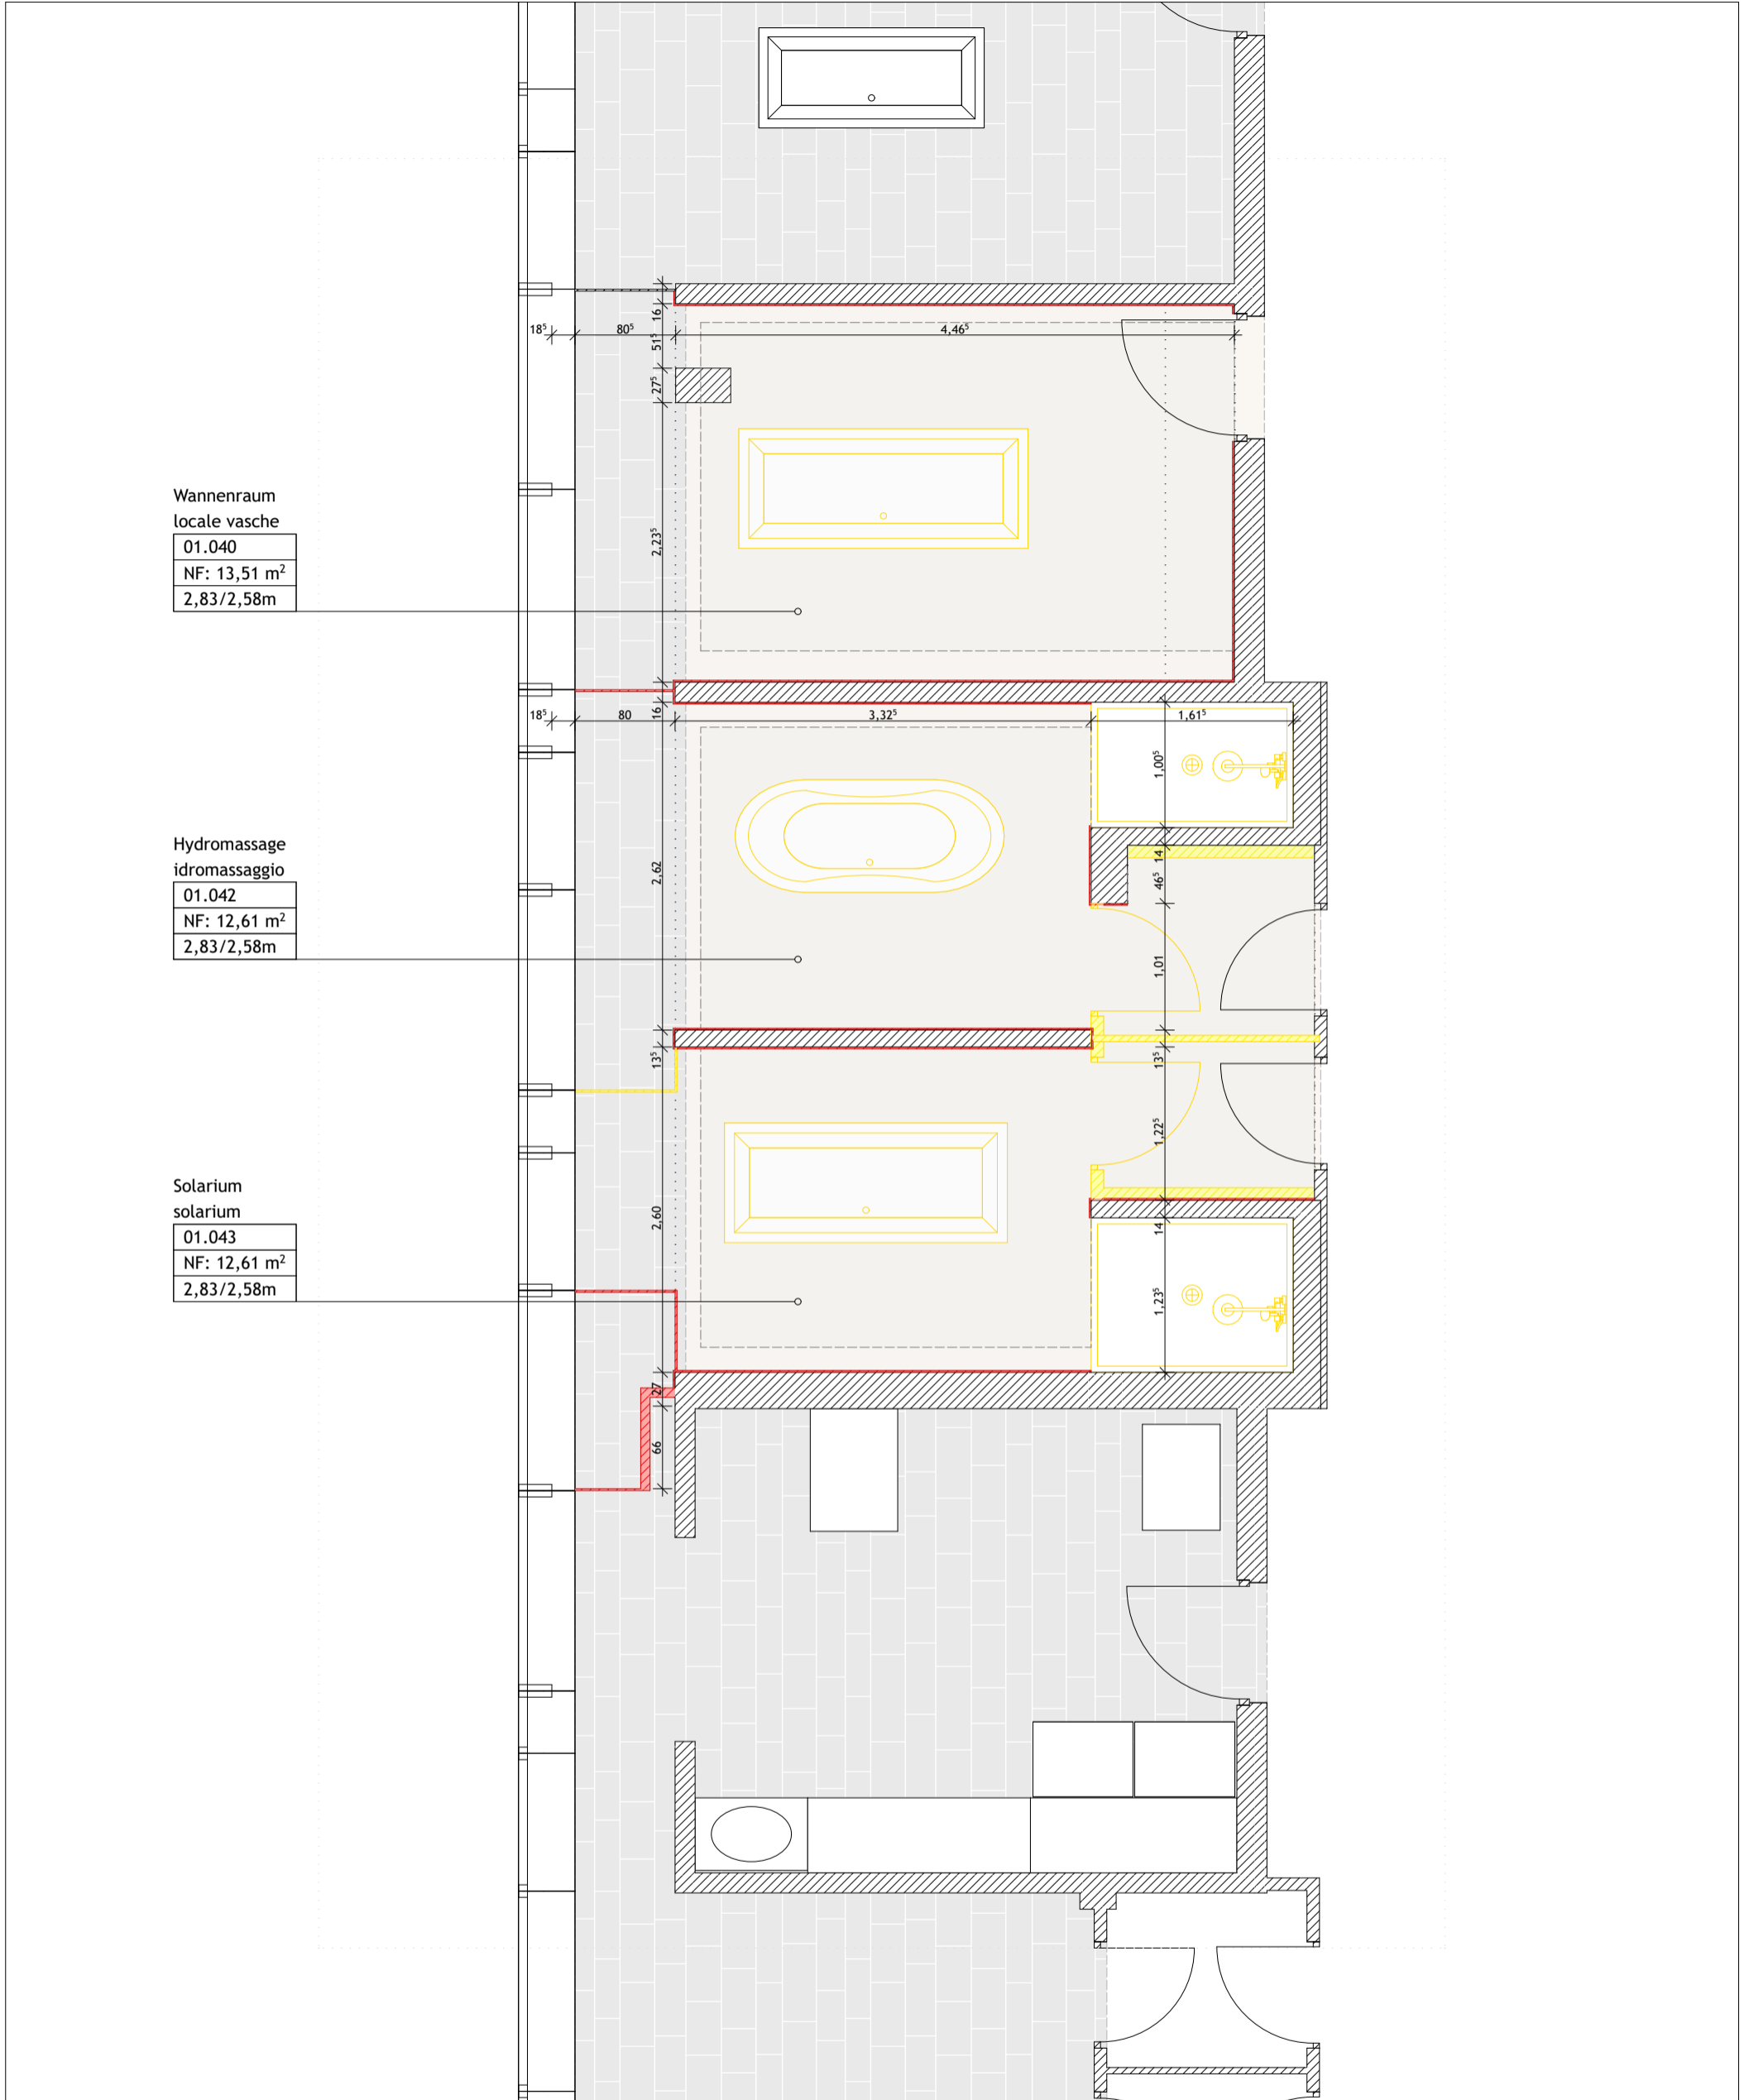 16
18⁵
80⁵
4,46⁵
51⁵
27⁵
2,23⁵
Wannenraum
locale vasche
01.040
NF: 13,51 m²
2,83/2,58m
16
18⁵
80
3,32⁵
1,61⁵
1,00⁵
14
46⁵
2,62
Hydromassage
idromassaggio
01.042
NF: 12,61 m²
2,83/2,58m
1,01
13⁵
13⁵
1,22⁵
Solarium
solarium
01.043
NF: 12,61 m²
2,83/2,58m
2,60
14
1,23⁵
27
66